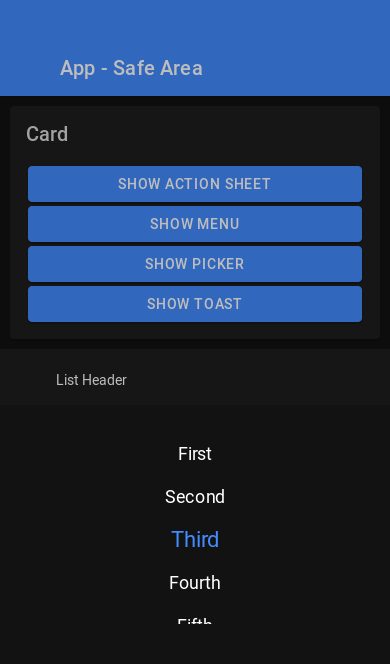 App - Safe Area
Card
SHOW ACTION SHEET
SHOW MENU
SHOW PICKER
SHOW TOAST
List Header
First
Second
Third
Fourth
Fifth